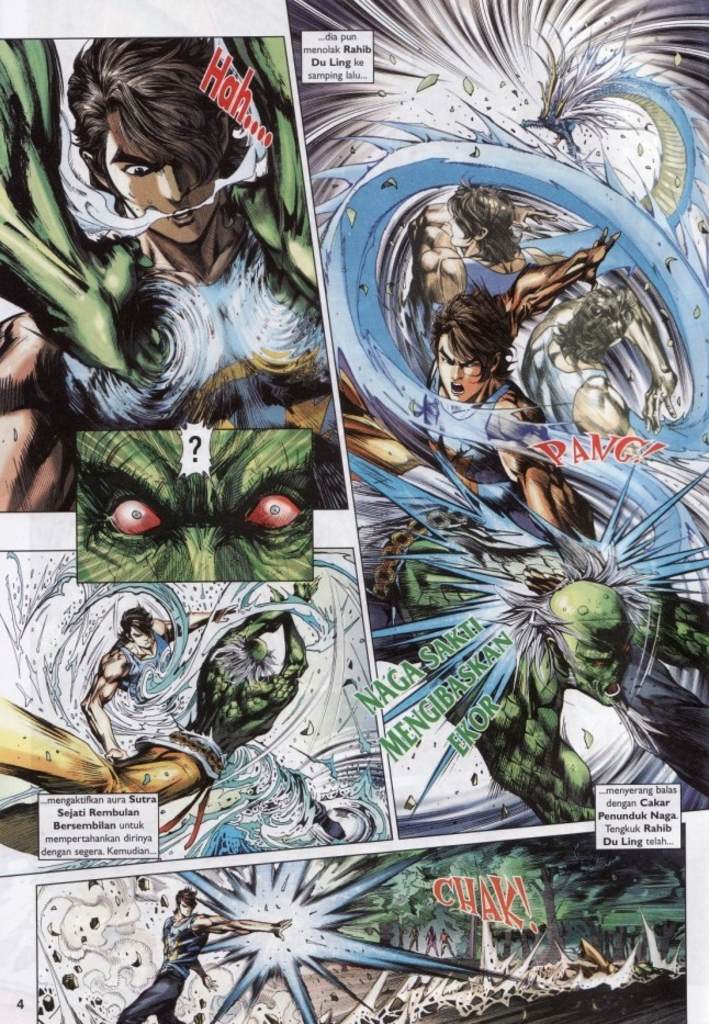 Hah....
?
...mengaktifkan aura Sutra
Sejati Rembulan
Bersembilan untuk
mempertahankan dirinya
dengan segera. Kemudian...
...dia pun
menolak Rahib
Du Ling ke
samping lalu...
PANG!
NAGA SAKTI
MENGIBASKAN
EKOR
...menyerang balas
dengan Cakar
Penunduk Naga.
Tengkuk Rahib
Du Ling telah...
CHAK!
4